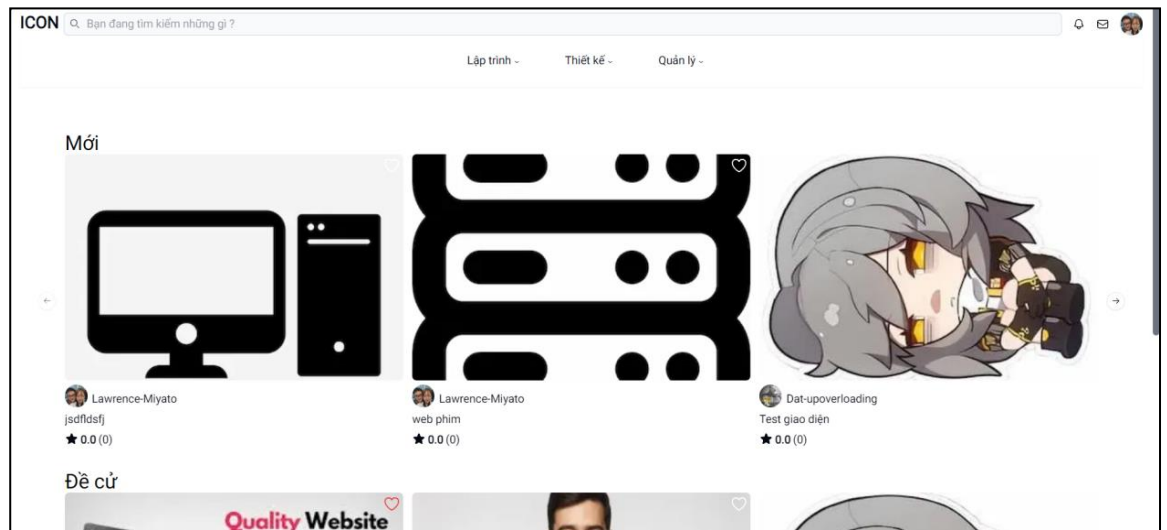 ICON Bạn đang tìm kiếm những gì ?
Lập trình Thiết kế Quản lý
Mới
Lawrence-Miyato Lawrence-Miyato Dat-upoverloading
jsdfldsfj web phim Test giao diện
0.0 (0) 0.0 (0) 0.0 (0)
Đề cử
Quality Website